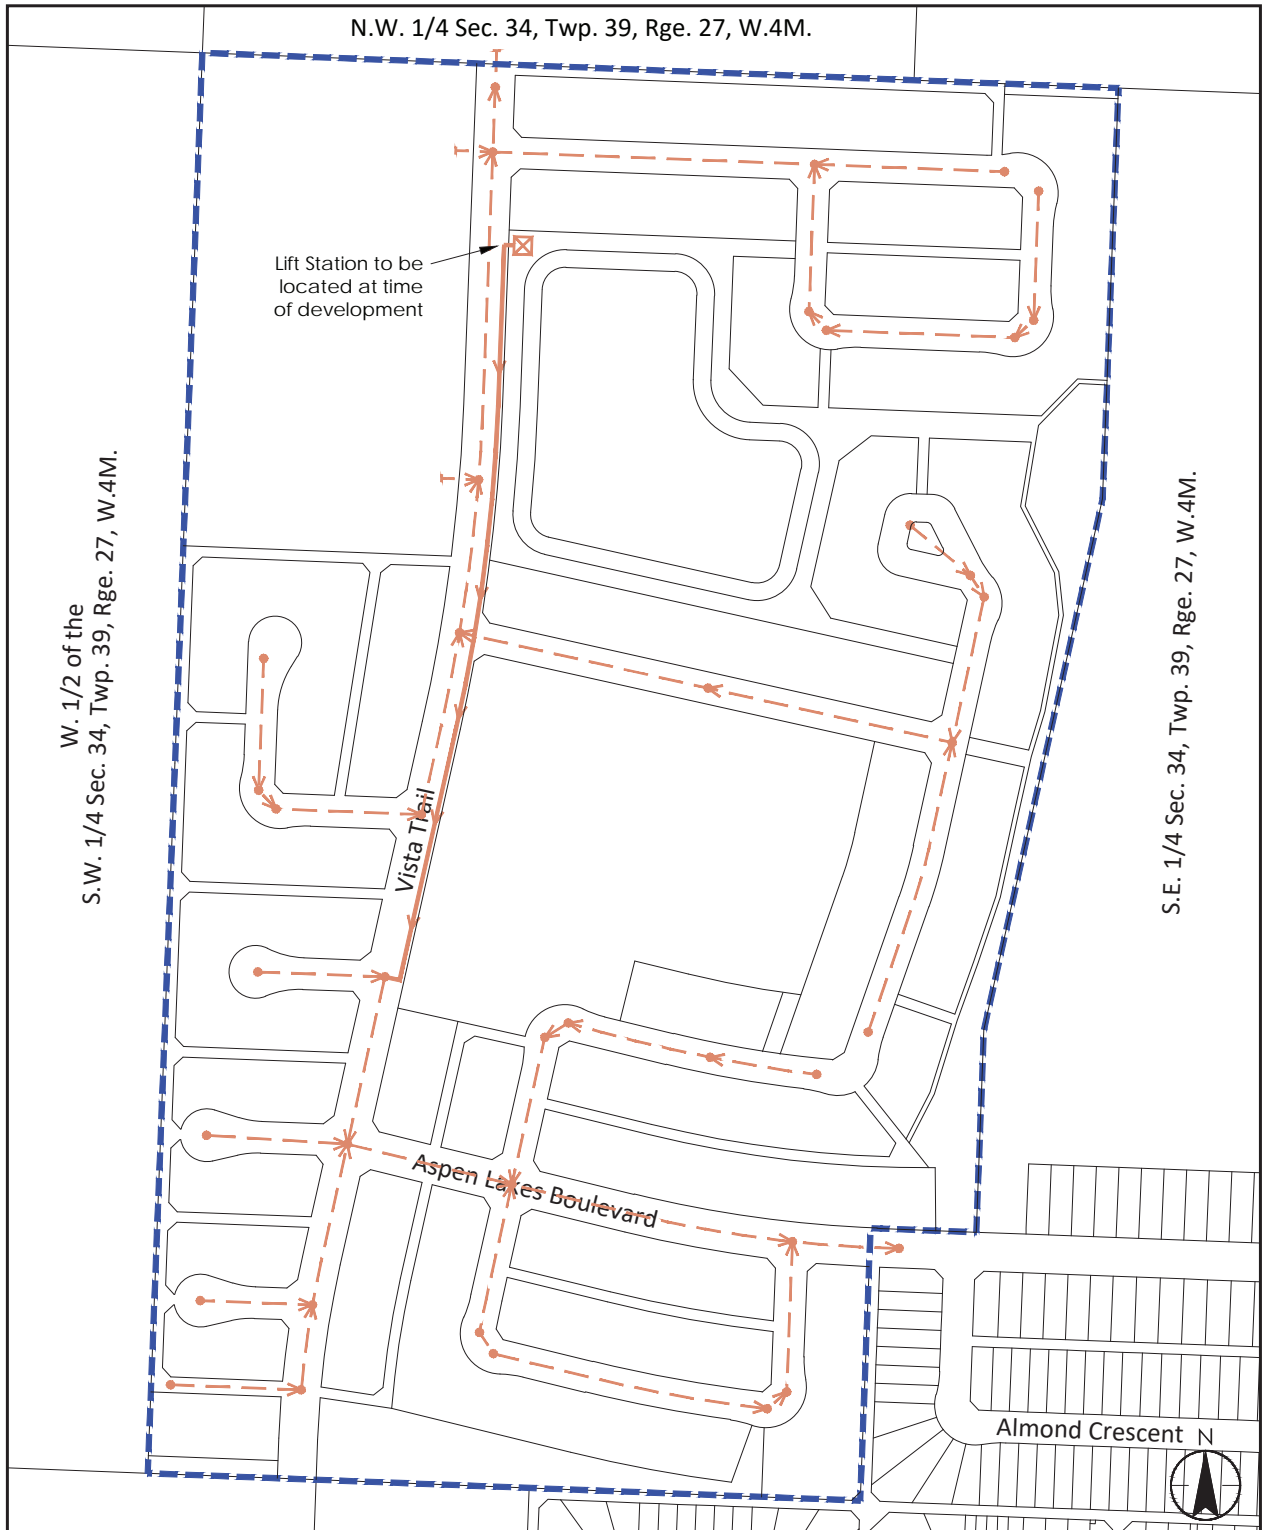 N.W. 1/4 Sec. 34, Twp. 39, Rge. 27, W.4M.
Lift Station to be
located at time
of development
W. 1/2 of the
S.W. 1/4 Sec. 34, Twp. 39, Rge. 27, W.4M.
S.E. 1/4 Sec. 34, Twp. 39, Rge. 27, W.4M.
Vista Trail
Aspen Lakes Boulevard
Almond Crescent
N